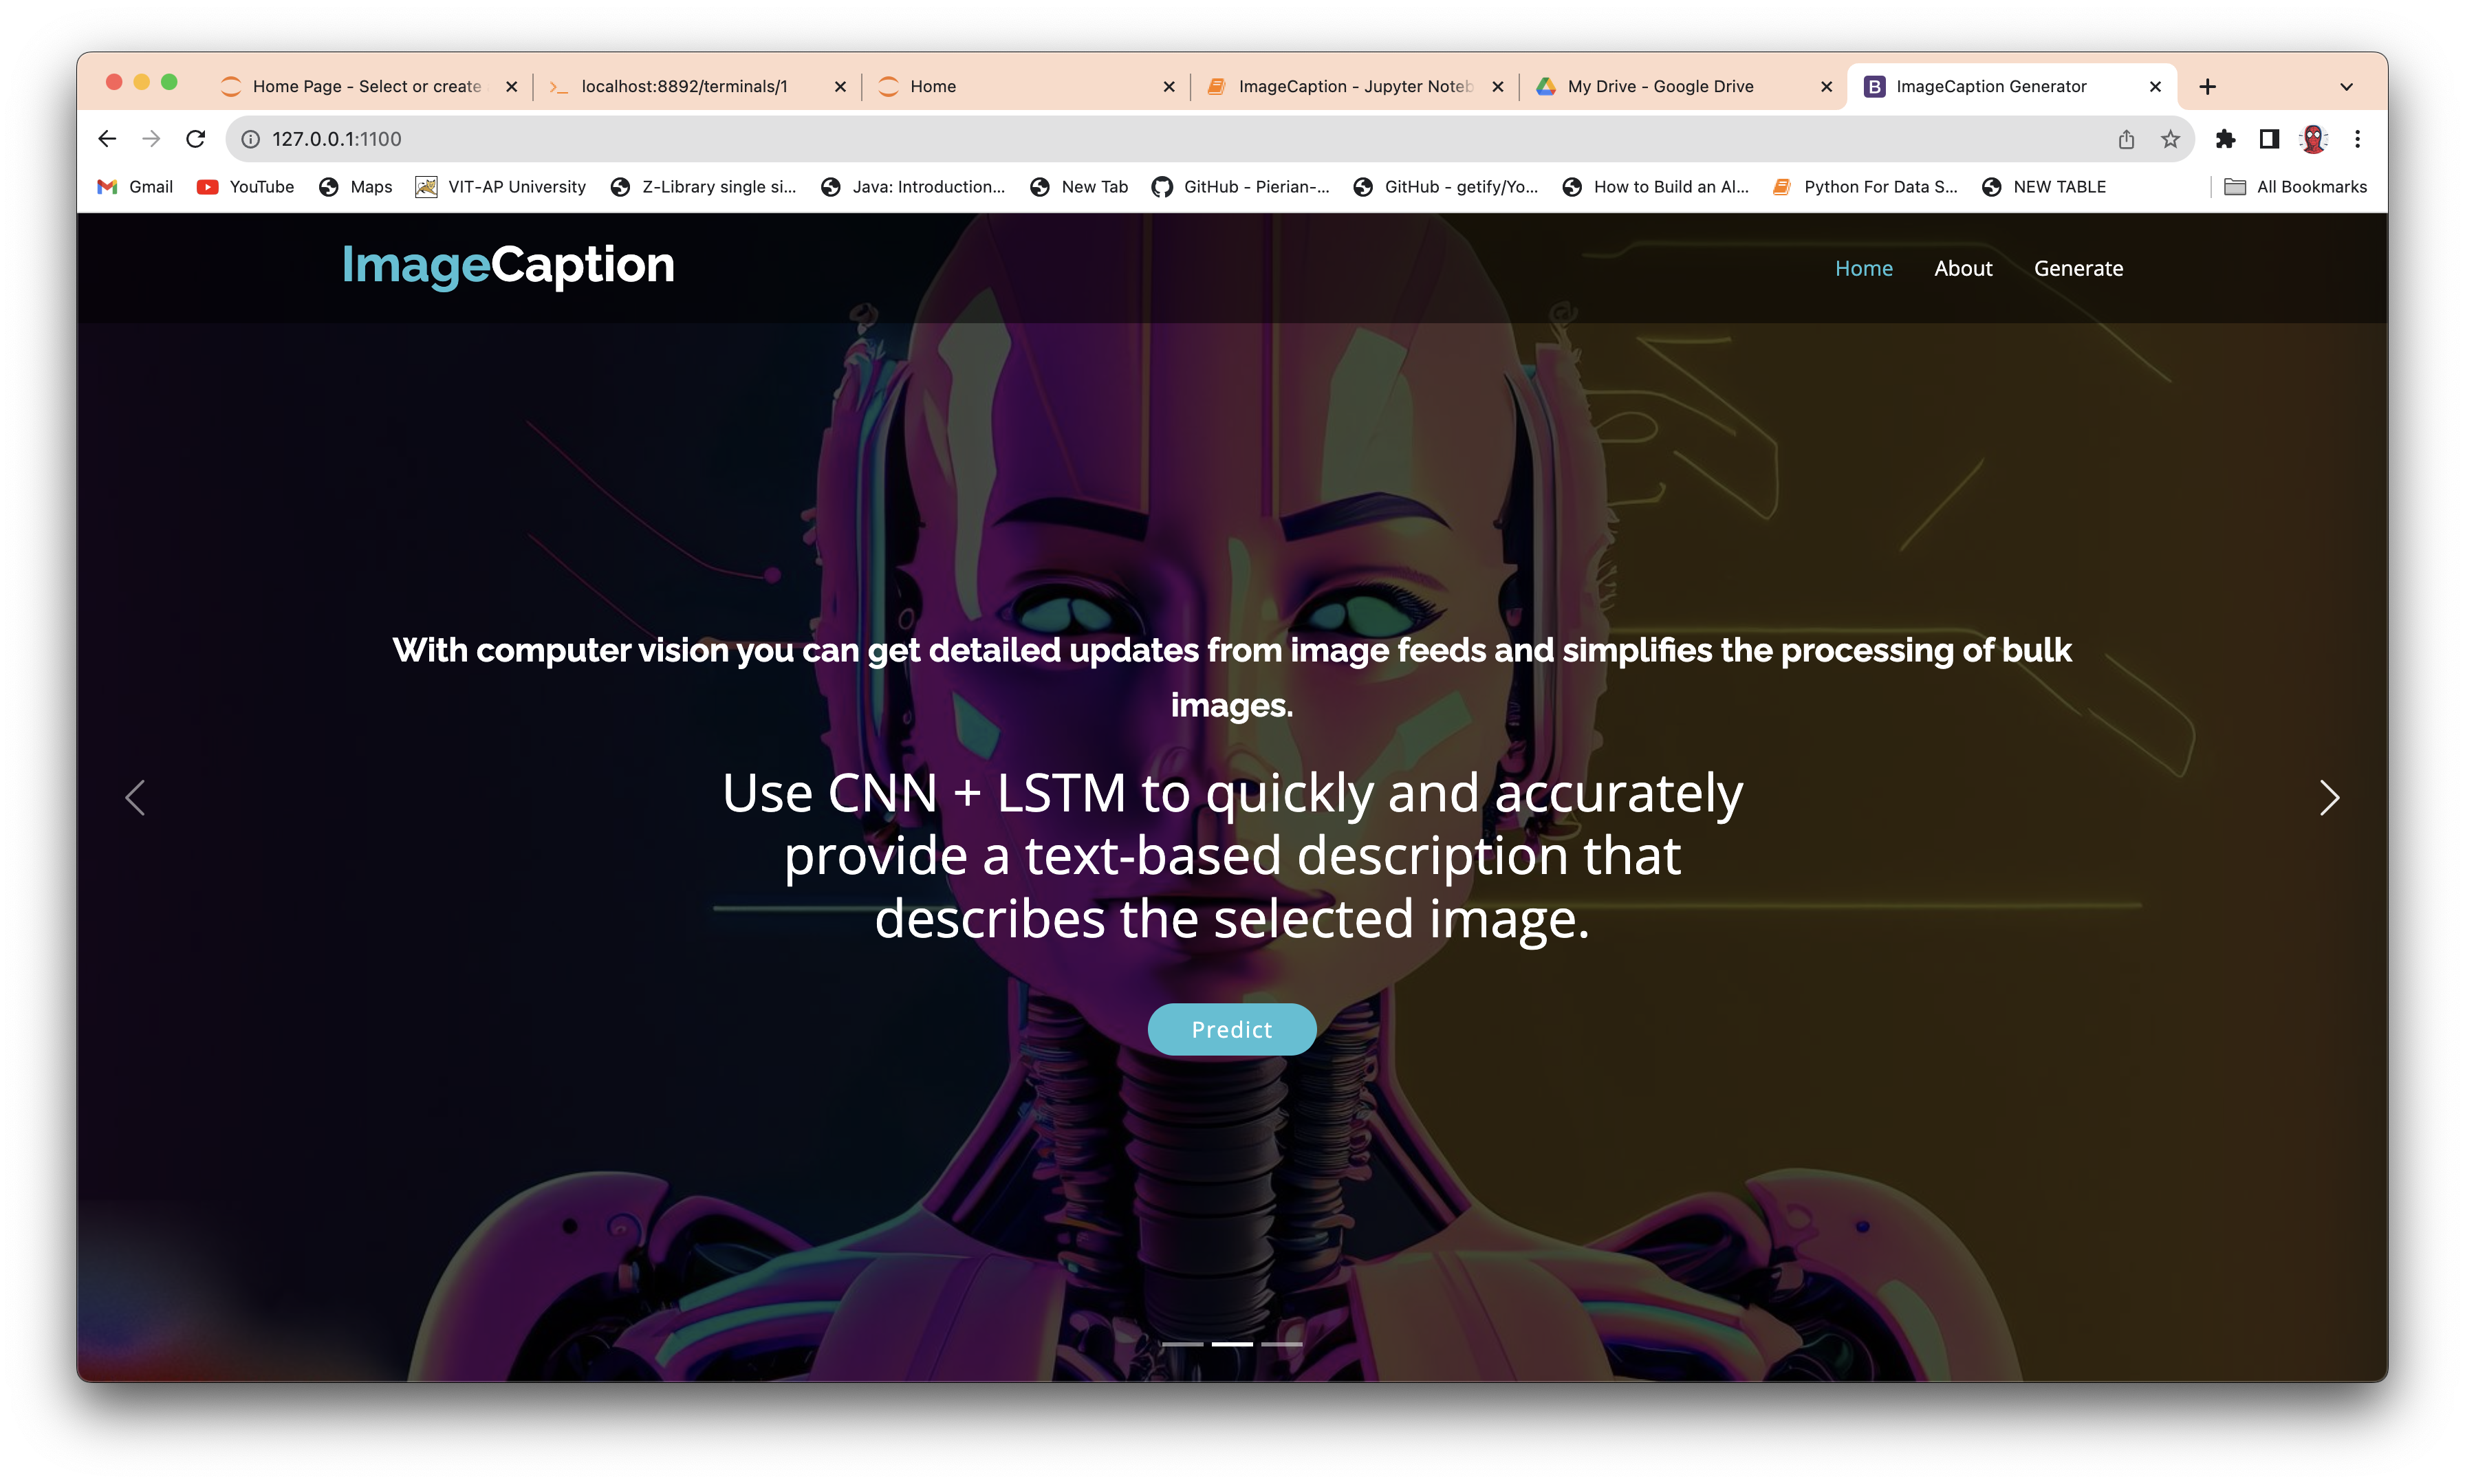 Home Page - Select or create
localhost:8892/terminals/1
Home
ImageCaption - Jupyter Noteb
My Drive - Google Drive
ImageCaption Generator
127.0.0.1:1100
Gmail
YouTube
Maps
VIT-AP University
Z-Library single si...
Java: Introduction...
New Tab
GitHub - Pierian-...
GitHub - getify/Yo...
How to Build an AI...
Python For Data S...
NEW TABLE
All Bookmarks
ImageCaption
Home
About
Generate
With computer vision you can get detailed updates from image feeds and simplifies the processing of bulk
images.
Use CNN + LSTM to quickly and accurately
provide a text-based description that
describes the selected image.
Predict